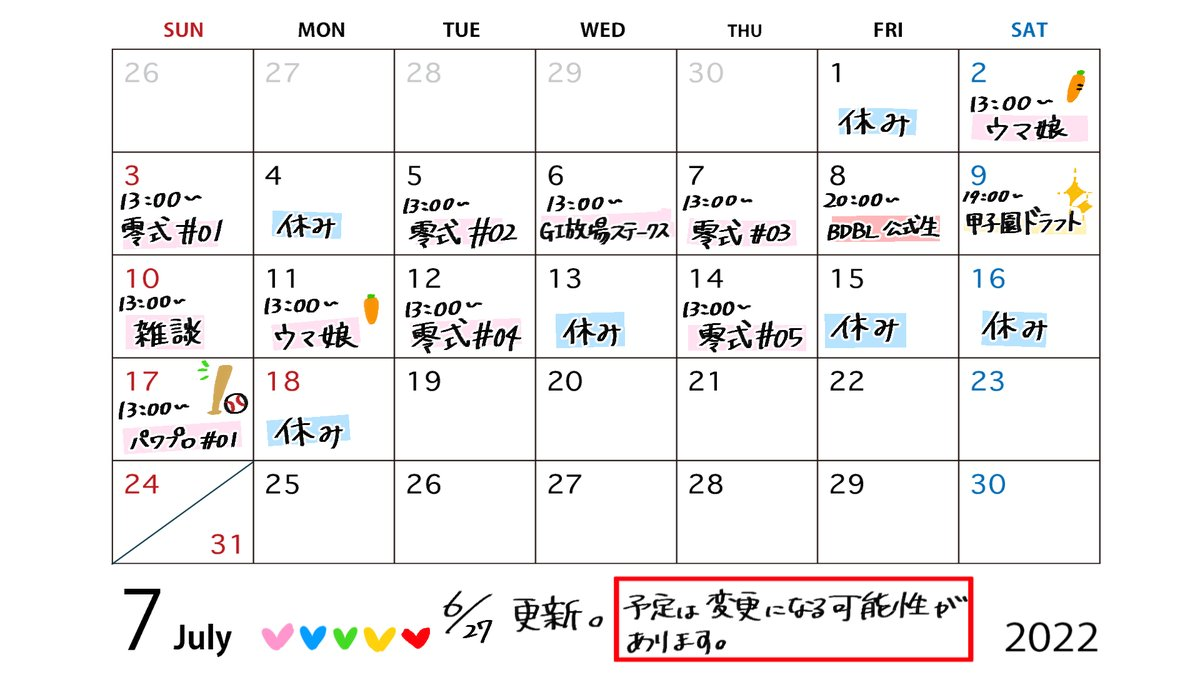 SUN MON TUE WED THU FRI SAT
26 27 28 29 30 1 2
休み
13:00~
ウマ娘
3 4 5 6 7 8 9
13:00~
零式#01
休み
13:00~
零式#02
13:00~
GI放場ステークス
13:00~
零式#03
20:00~
BDBL公式生
19:00~
甲子園ドラフト
10 11 12 13 14 15 16
13:00~
雑談
13:00~
ウマ娘
13:00~
零式#04
休み
13:00~
零式#05
休み
休み
17 18 19 20 21 22 23
13:00~
パワプロ#01
休み
24 25 26 27 28 29 30
31
7 July
6/27 更新。
予定は変更になる可能性が
あります。
2022